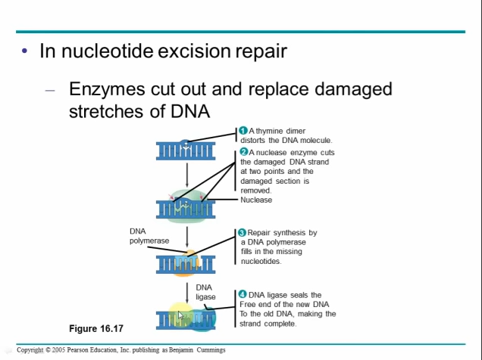 • In nucleotide excision repair
– Enzymes cut out and replace damaged
stretches of DNA
1 A thymine dimer
distorts the DNA molecule.
2 A nuclease enzyme cuts
the damaged DNA strand
at two points and the
damaged section is
removed.
Nuclease
DNA
polymerase
3 Repair synthesis by
a DNA polymerase
fills in the missing
nucleotides.
DNA
ligase
4 DNA ligase seals the
Free end of the new DNA
To the old DNA, making the
strand complete.
Figure 16.17
Copyright © 2005 Pearson Education, Inc. publishing as Benjamin Cummings